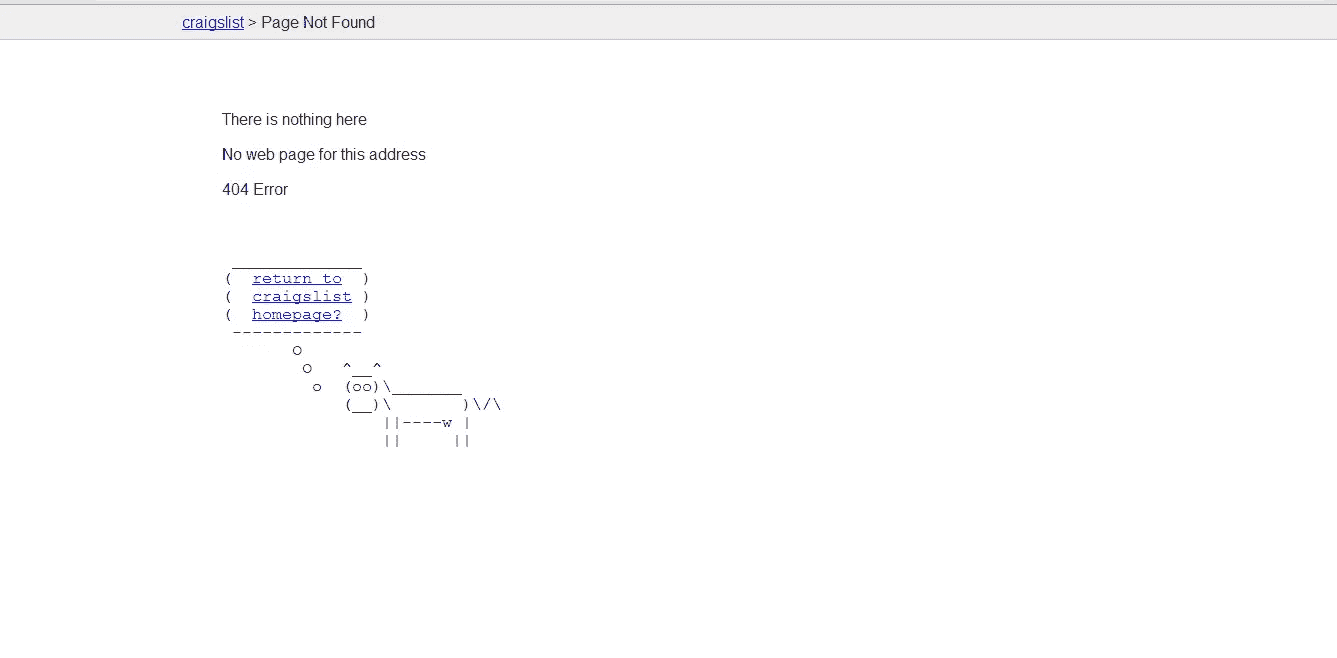 craigslist > Page Not Found
There is nothing here
No web page for this address
404 Error
 _____________
(  return to  )
(  craigslist )
(  homepage?  )
 -------------
       o
        o   ^__^
         o  (oo)\_______
            (__)\       )\/\
                ||----w |
                ||     ||